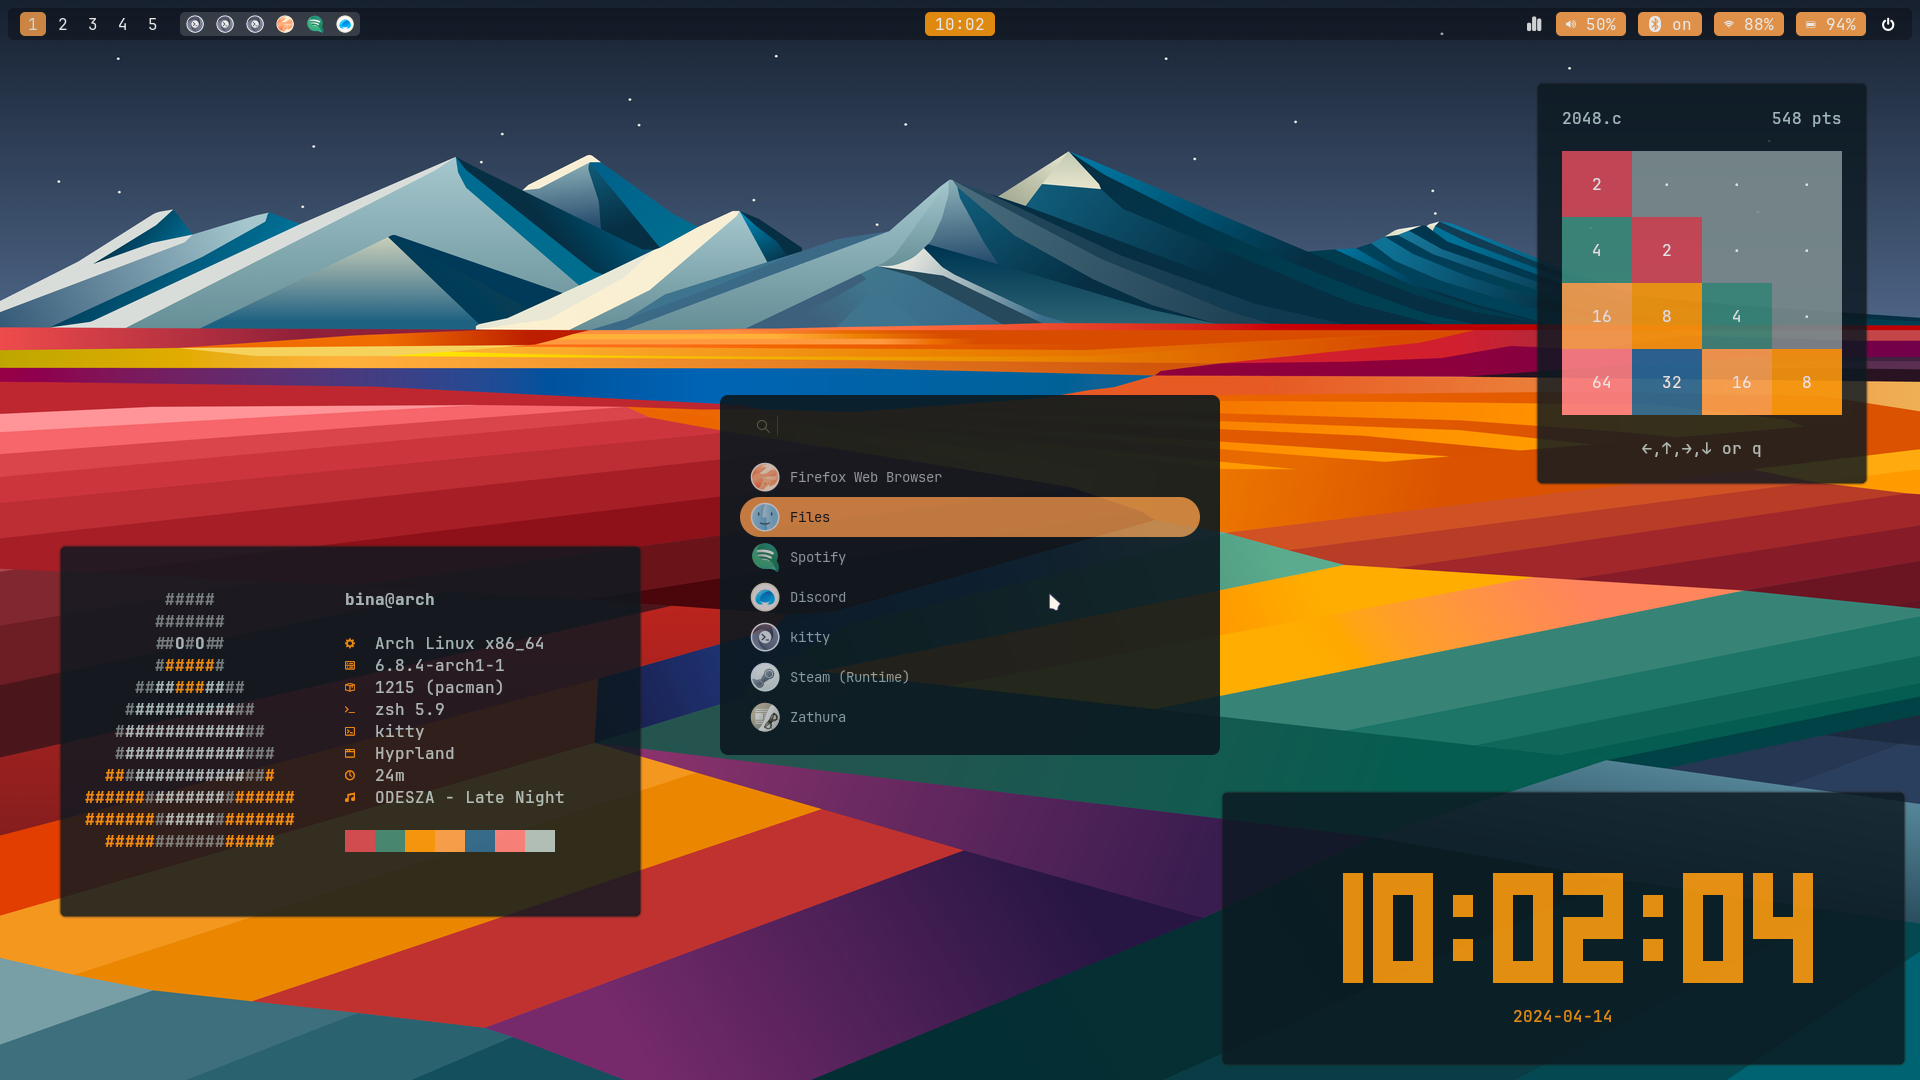 1 2 3 4 5
10:02
50% on 88% 94%
2048.c 548 pts
2 · · ·
4 2 · ·
16 8 4 ·
64 32 16 8
←,↑,→,↓ or q
Firefox Web Browser
Files
Spotify
Discord
kitty
Steam (Runtime)
Zathura
#####
#######
##O#O##
#######
###########
#############
###############
################
#################
#####################
#####################
#################
bina@arch
Arch Linux x86_64
6.8.4-arch1-1
1215 (pacman)
zsh 5.9
kitty
Hyprland
24m
ODESZA - Late Night
10:02:04
2024-04-14